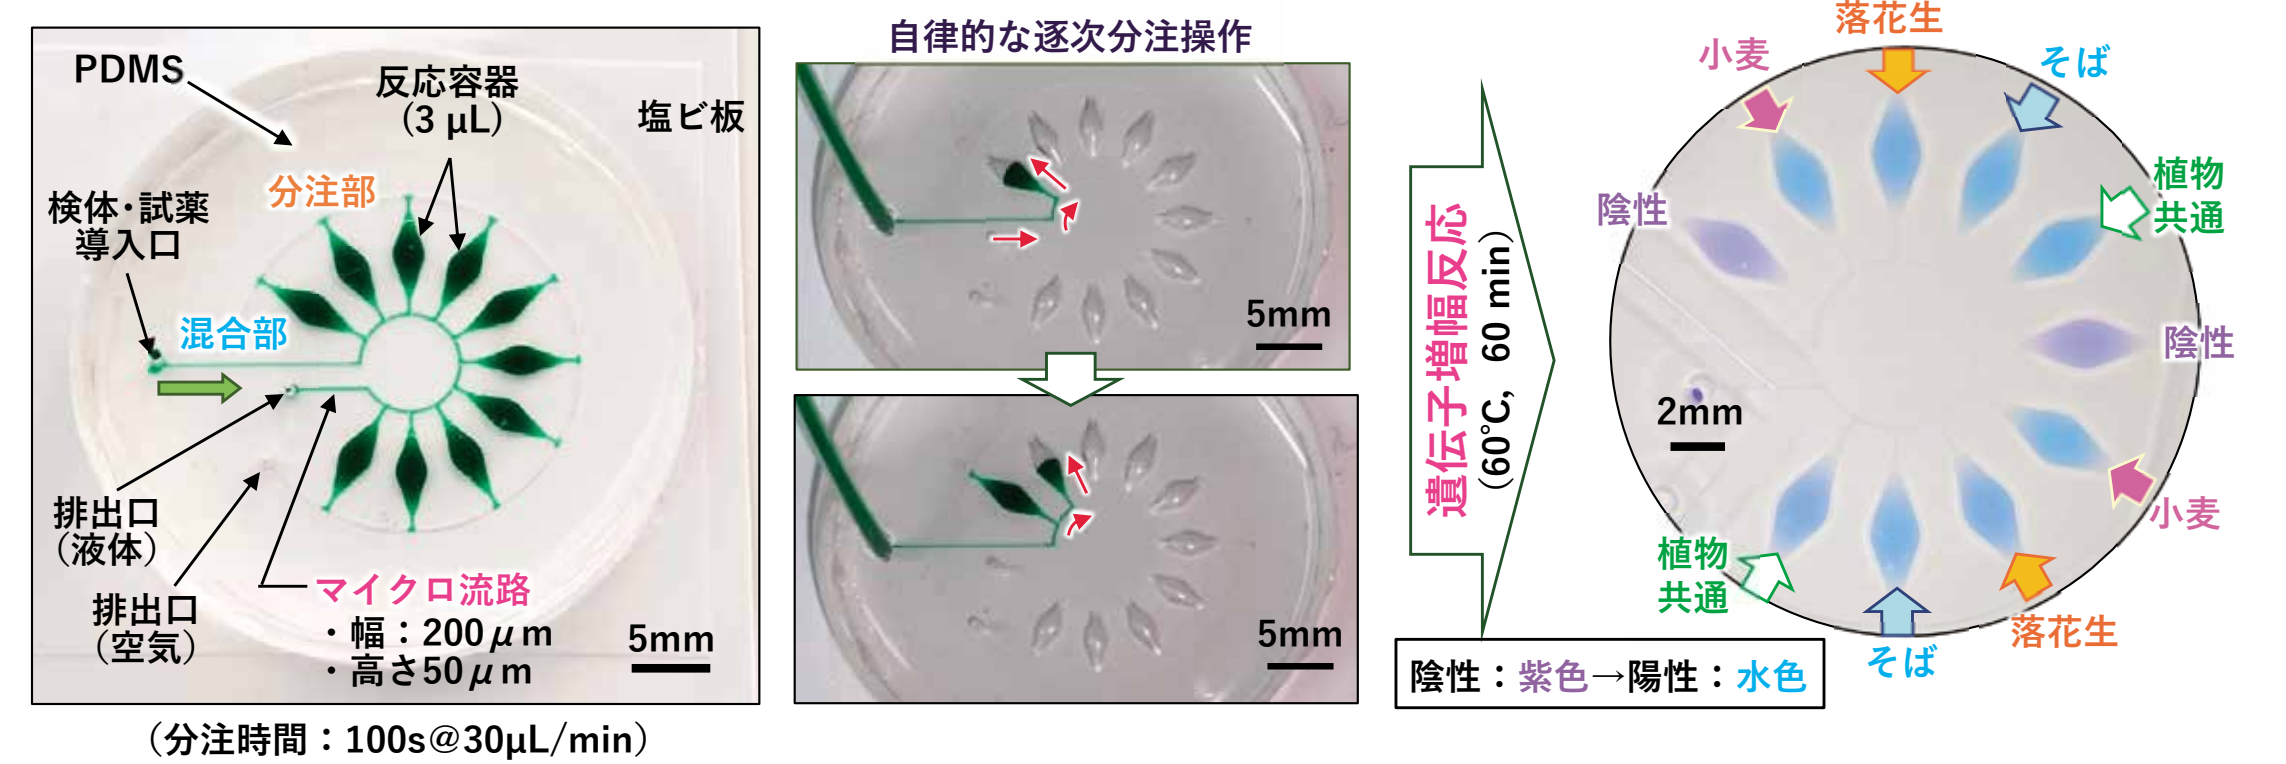 PDMS
反応容器
(3 μL)
塩ビ板
分注部
検体・試薬
導入口
混合部
排出口
（液体）
排出口
（空気）
マイクロ流路
・幅：200μm
・高さ50μm
5mm
（分注時間：100s@30μL/min）
自律的な逐次分注操作
5mm
5mm
遺伝子増幅反応
（60℃, 60 min）
落花生
小麦
そば
植物
共通
陰性
陰性
2mm
小麦
植物
共通
落花生
そば
陰性：紫色→陽性：水色